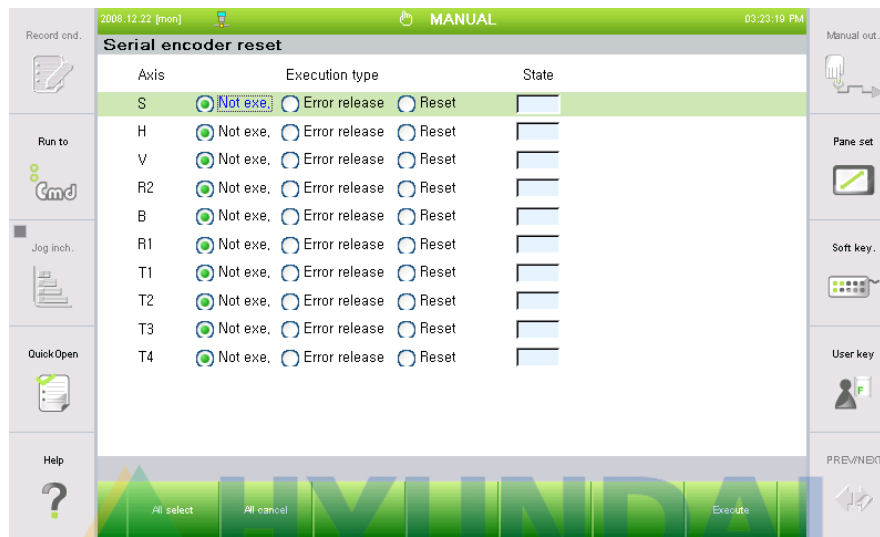 2008.12.22 [mon] MANUAL 03:23:19 PM
Serial encoder reset
Record cnd.
Run to
Cmd
Jog inch.
QuickOpen
Help
Axis Execution type State
S Not exe, Error release Reset
H Not exe, Error release Reset
V Not exe, Error release Reset
R2 Not exe, Error release Reset
B Not exe, Error release Reset
R1 Not exe, Error release Reset
T1 Not exe, Error release Reset
T2 Not exe, Error release Reset
T3 Not exe, Error release Reset
T4 Not exe, Error release Reset
Manual out.
Pane set
Soft key.
User key
F
PREV/NEXT
All select All cancel Execute
HYUNDAI